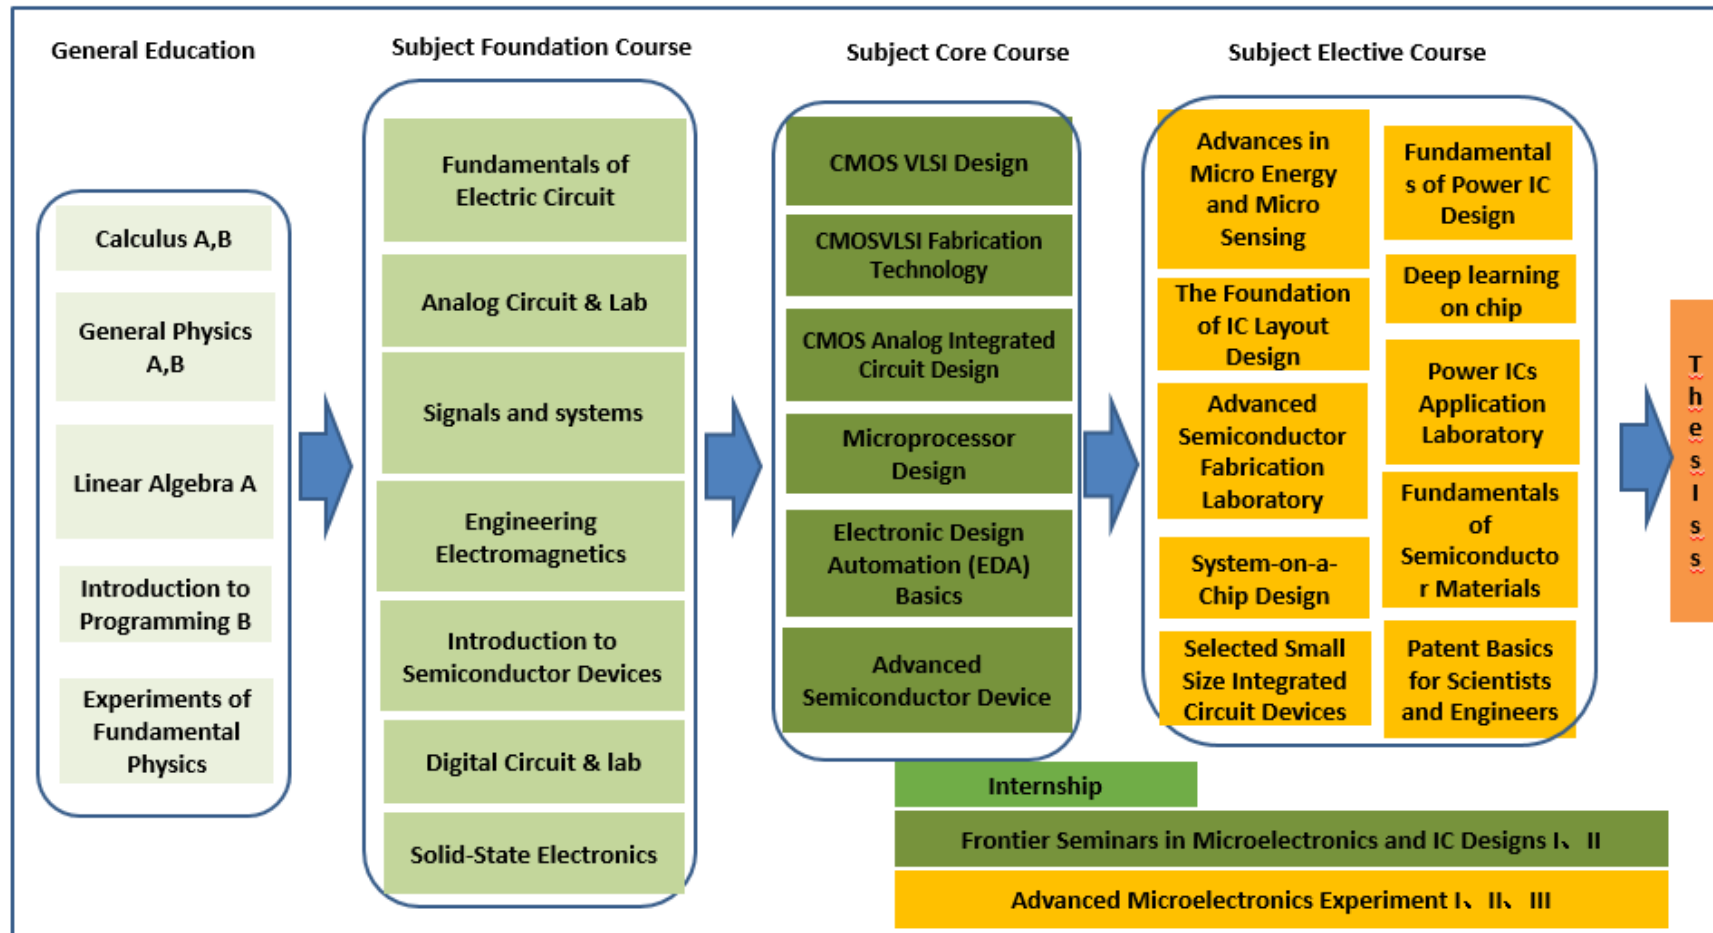 General Education
Calculus A,B
General Physics
A,B
Linear Algebra A
Introduction to
Programming B
Experiments of
Fundamental
Physics
Subject Foundation Course
Fundamentals of
Electric Circuit
Analog Circuit & Lab
Signals and systems
Engineering
Electromagnetics
Introduction to
Semiconductor Devices
Digital Circuit & lab
Solid-State Electronics
Subject Core Course
CMOS VLSI Design
CMOSVLSI Fabrication
Technology
CMOS Analog Integrated
Circuit Design
Microprocessor
Design
Electronic Design
Automation (EDA)
Basics
Advanced
Semiconductor Device
Subject Elective Course
Advances in
Micro Energy
and Micro
Sensing
The Foundation
of IC Layout
Design
Advanced
Semiconductor
Fabrication
Laboratory
System-on-a-
Chip Design
Selected Small
Size Integrated
Circuit Devices
Fundamental
s of Power IC
Design
Deep learning
on chip
Power ICs
Application
Laboratory
Fundamentals
of
Semiconducto
r Materials
Patent Basics
for Scientists
and Engineers
T
h
e
s
I
s
s
Internship
Frontier Seminars in Microelectronics and IC Designs I、II
Advanced Microelectronics Experiment I、II、III